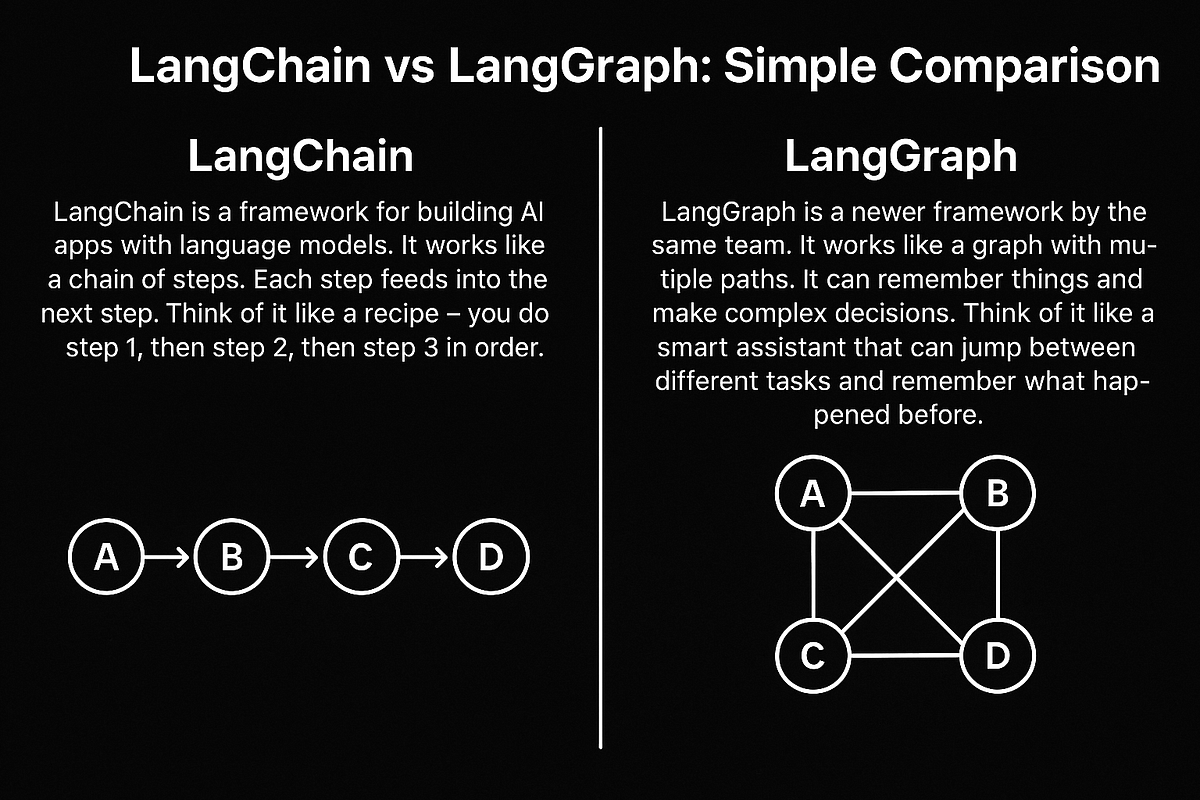 LangChain vs LangGraph: Simple Comparison
LangChain
LangChain is a framework for building AI
apps with language models. It works like
a chain of steps. Each step feeds into the
next step. Think of it like a recipe – you do
step 1, then step 2, then step 3 in order.
A
B
C
D
LangGraph
LangGraph is a newer framework by the
same team. It works like a graph with mu-
tiple paths. It can remember things and
make complex decisions. Think of it like a
smart assistant that can jump between
different tasks and remember what hap-
pened before.
A
B
C
D